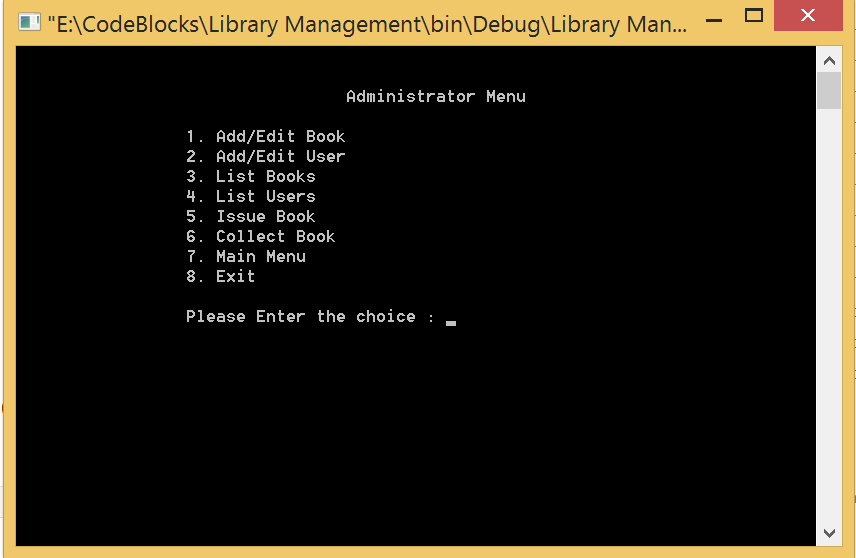 "E:\CodeBlocks\Library Management\bin\Debug\Library Man...
Administrator Menu
1. Add/Edit Book
2. Add/Edit User
3. List Books
4. List Users
5. Issue Book
6. Collect Book
7. Main Menu
8. Exit
Please Enter the choice : _